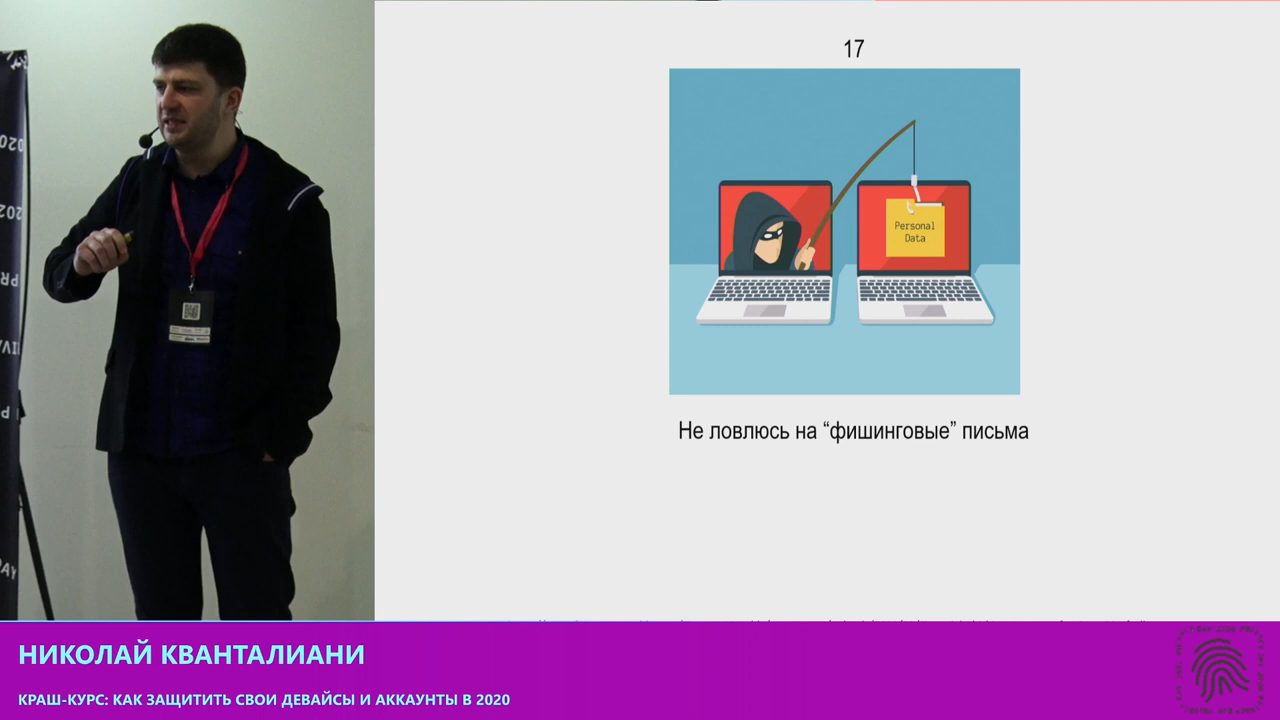 17
Personal
Data
Не ловлюсь на “фишинговые” письма
НИКОЛАЙ КВАНТАЛИАНИ
КРАШ-КУРС: КАК ЗАЩИТИТЬ СВОИ ДЕВАЙСЫ И АККАУНТЫ В 2020